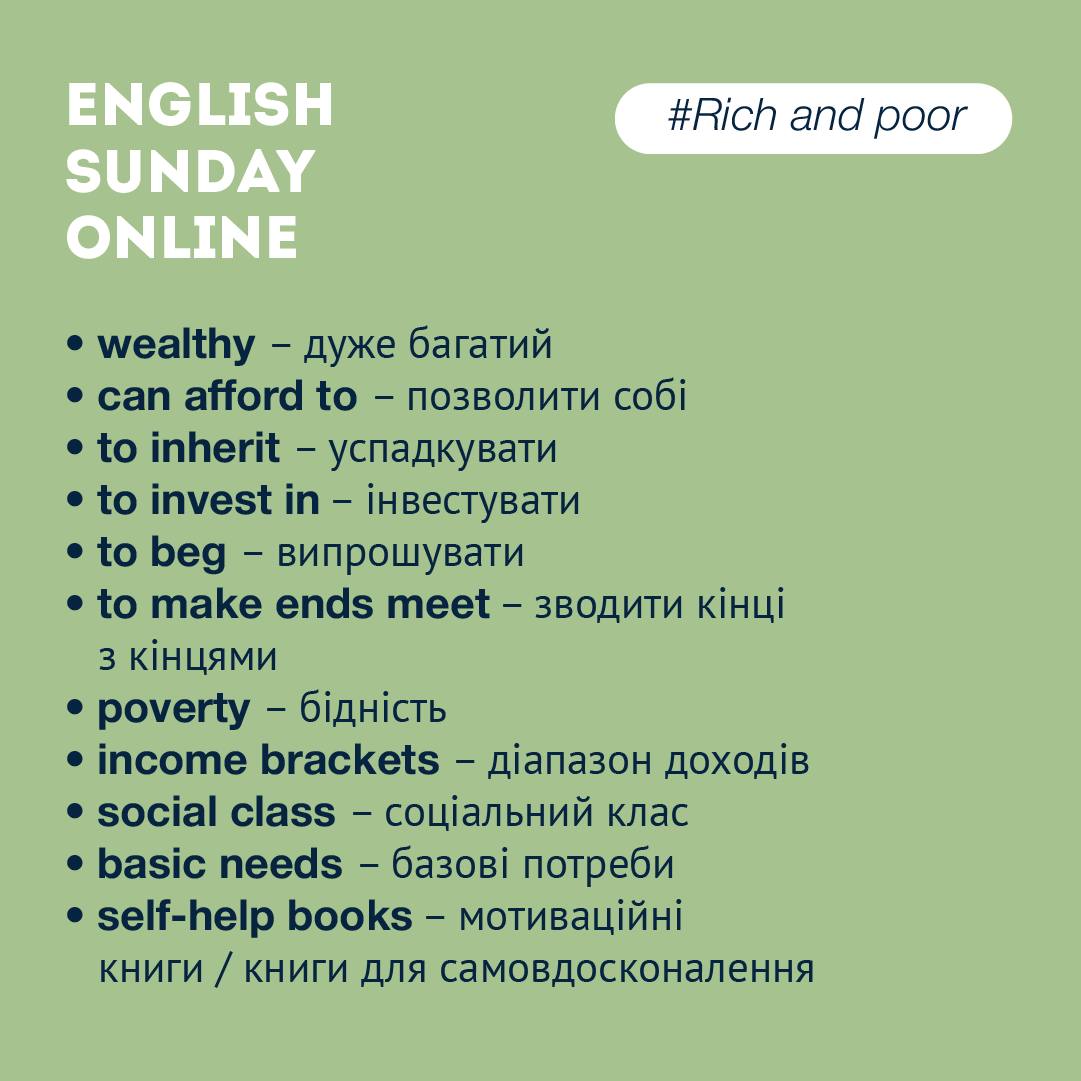 ENGLISH
SUNDAY
ONLINE
#Rich and poor
• wealthy – дуже багатий
• can afford to – позволити собі
• to inherit – успадкувати
• to invest in – інвестувати
• to beg – випрошувати
• to make ends meet – зводити кінці
з кінцями
• poverty – бідність
• income brackets – діапазон доходів
• social class – соціальний клас
• basic needs – базові потреби
• self-help books – мотиваційні
книги / книги для самовдосконалення